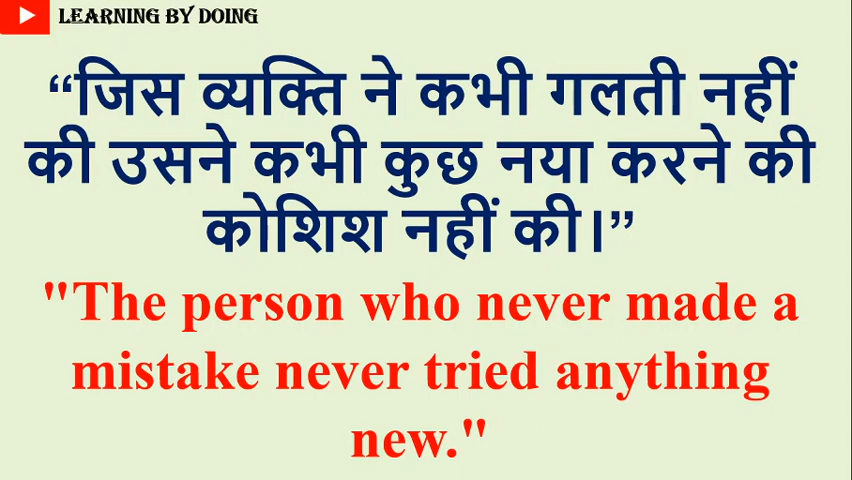 LEARNING BY DOING
“जिस व्यक्ति ने कभी गलती नहीं
की उसने कभी कुछ नया करने की
कोशिश नहीं की।”
"The person who never made a
mistake never tried anything
new."